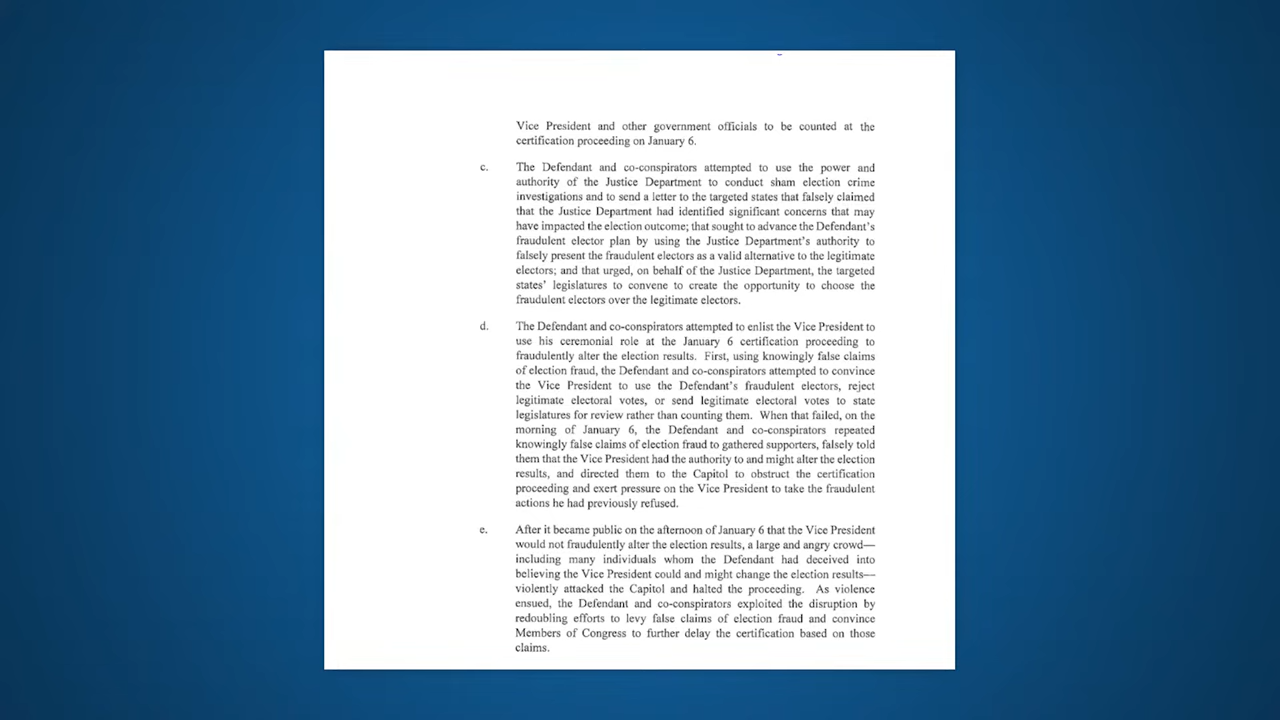 Vice President and other government officials to be counted at the
certification proceeding on January 6.
c. The Defendant and co-conspirators attempted to use the power and
authority of the Justice Department to conduct sham election crime
investigations and to send a letter to the targeted states that falsely claimed
that the Justice Department had identified significant concerns that may
have impacted the election outcome; that sought to advance the Defendant's
fraudulent elector plan by using the Justice Department's authority to
falsely present the fraudulent electors as a valid alternative to the legitimate
electors; and that urged, on behalf of the Justice Department, the targeted
states' legislatures to convene to create the opportunity to choose the
fraudulent electors over the legitimate electors.
d. The Defendant and co-conspirators attempted to enlist the Vice President to
use his ceremonial role at the January 6 certification proceeding to
fraudulently alter the election results. First, using knowingly false claims
of election fraud, the Defendant and co-conspirators attempted to convince
the Vice President to use the Defendant's fraudulent electors, reject
legitimate electoral votes, or send legitimate electoral votes to state
legislatures for review rather than counting them. When that failed, on the
morning of January 6, the Defendant and co-conspirators repeated
knowingly false claims of election fraud to gathered supporters, falsely told
them that the Vice President had the authority to and might alter the election
results, and directed them to the Capitol to obstruct the certification
proceeding and exert pressure on the Vice President to take the fraudulent
actions he had previously refused.
e. After it became public on the afternoon of January 6 that the Vice President
would not fraudulently alter the election results, a large and angry crowd—
including many individuals whom the Defendant had deceived into
believing the Vice President could and might change the election results—
violently attacked the Capitol and halted the proceeding. As violence
ensued, the Defendant and co-conspirators exploited the disruption by
redoubling efforts to levy false claims of election fraud and convince
Members of Congress to further delay the certification based on those
claims.